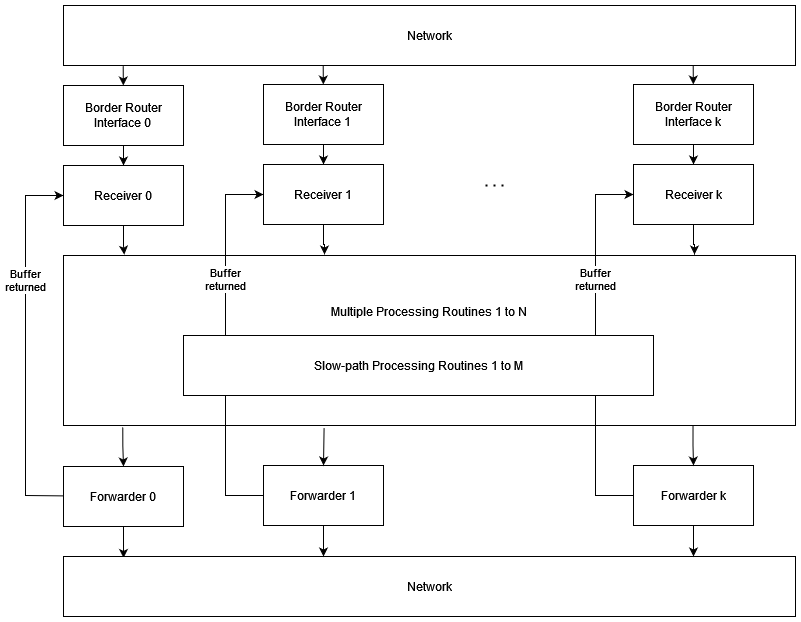 Network
Border Router
Interface 0
Border Router
Interface 1
Border Router
Interface k
Receiver 0
Receiver 1
...
Receiver k
Buffer
returned
Buffer
returned
Buffer
returned
Multiple Processing Routines 1 to N
Slow-path Processing Routines 1 to M
Forwarder 0
Forwarder 1
Forwarder k
Network